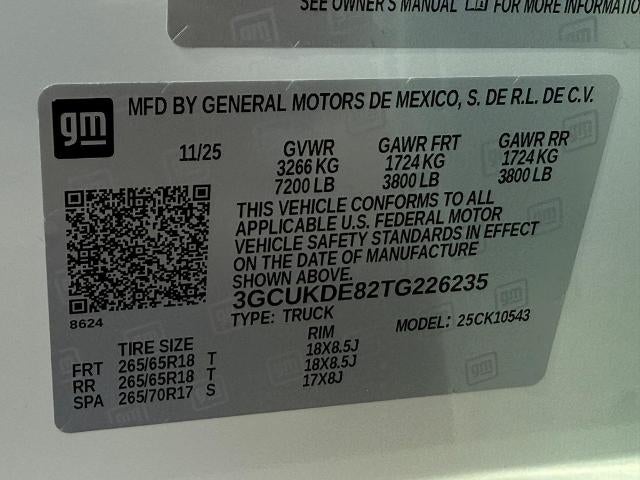 SEE OWNER'S MANUAL FOR MORE INFORMATIO
gm
MFD BY GENERAL MOTORS DE MEXICO, S. DE R.L. DE C.V.
11/25 GVWR GAWR FRT GAWR RR
3266 KG 1724 KG 1724 KG
7200 LB 3800 LB 3800 LB
THIS VEHICLE CONFORMS TO ALL
APPLICABLE U.S. FEDERAL MOTOR
VEHICLE SAFETY STANDARDS IN EFFECT
ON THE DATE OF MANUFACTURE
SHOWN ABOVE.
3GCUKDE82TG226235
8624
TYPE: TRUCK MODEL: 25CK10543
TIRE SIZE RIM
FRT 265/65R18 T 18X8.5J
RR 265/65R18 T 18X8.5J
SPA 265/70R17 S 17X8J